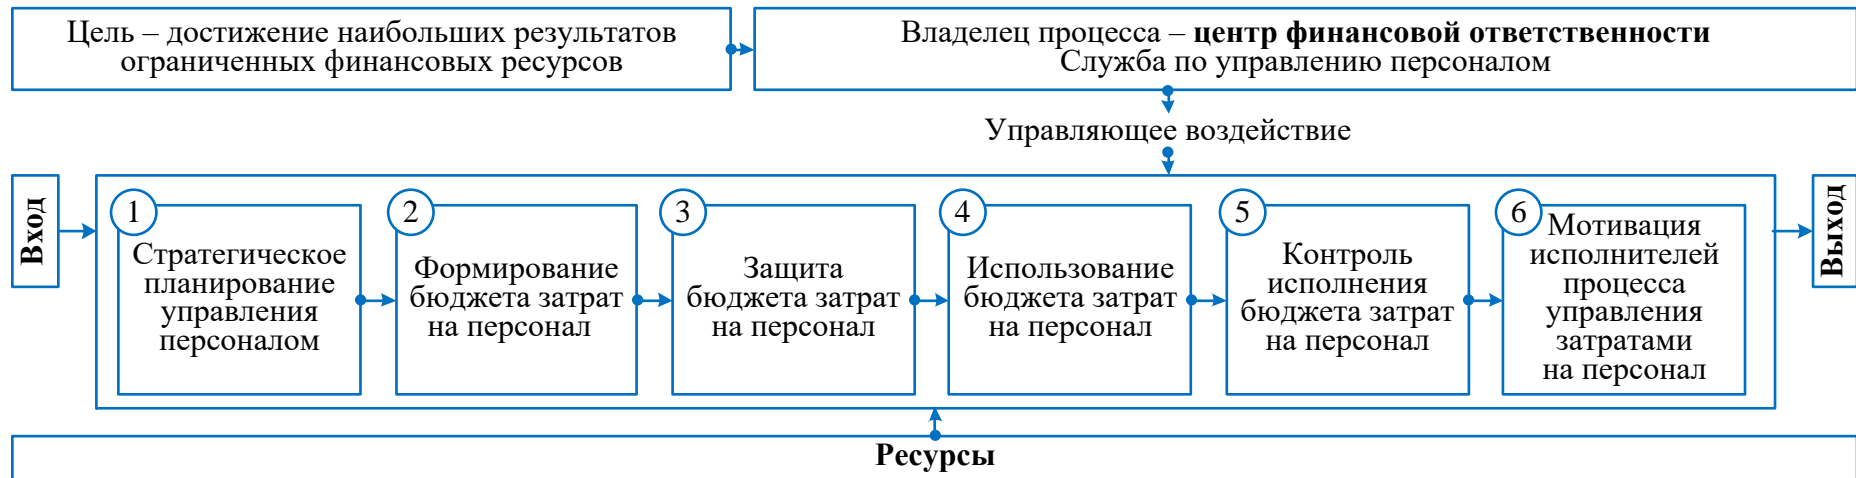 Цель – достижение наибольших результатов
ограниченных финансовых ресурсов
Владелец процесса – центр финансовой ответственности
Служба по управлению персоналом
Управляющее воздействие
Вход
1
Стратегическое
планирование
управления
персоналом
2
Формирование
бюджета затрат
на персонал
3
Защита
бюджета затрат
на персонал
4
Использование
бюджета затрат
на персонал
5
Контроль
исполнения
бюджета затрат
на персонал
6
Мотивация
исполнителей
процесса
управления
затратами
на персонал
Выход
Ресурсы